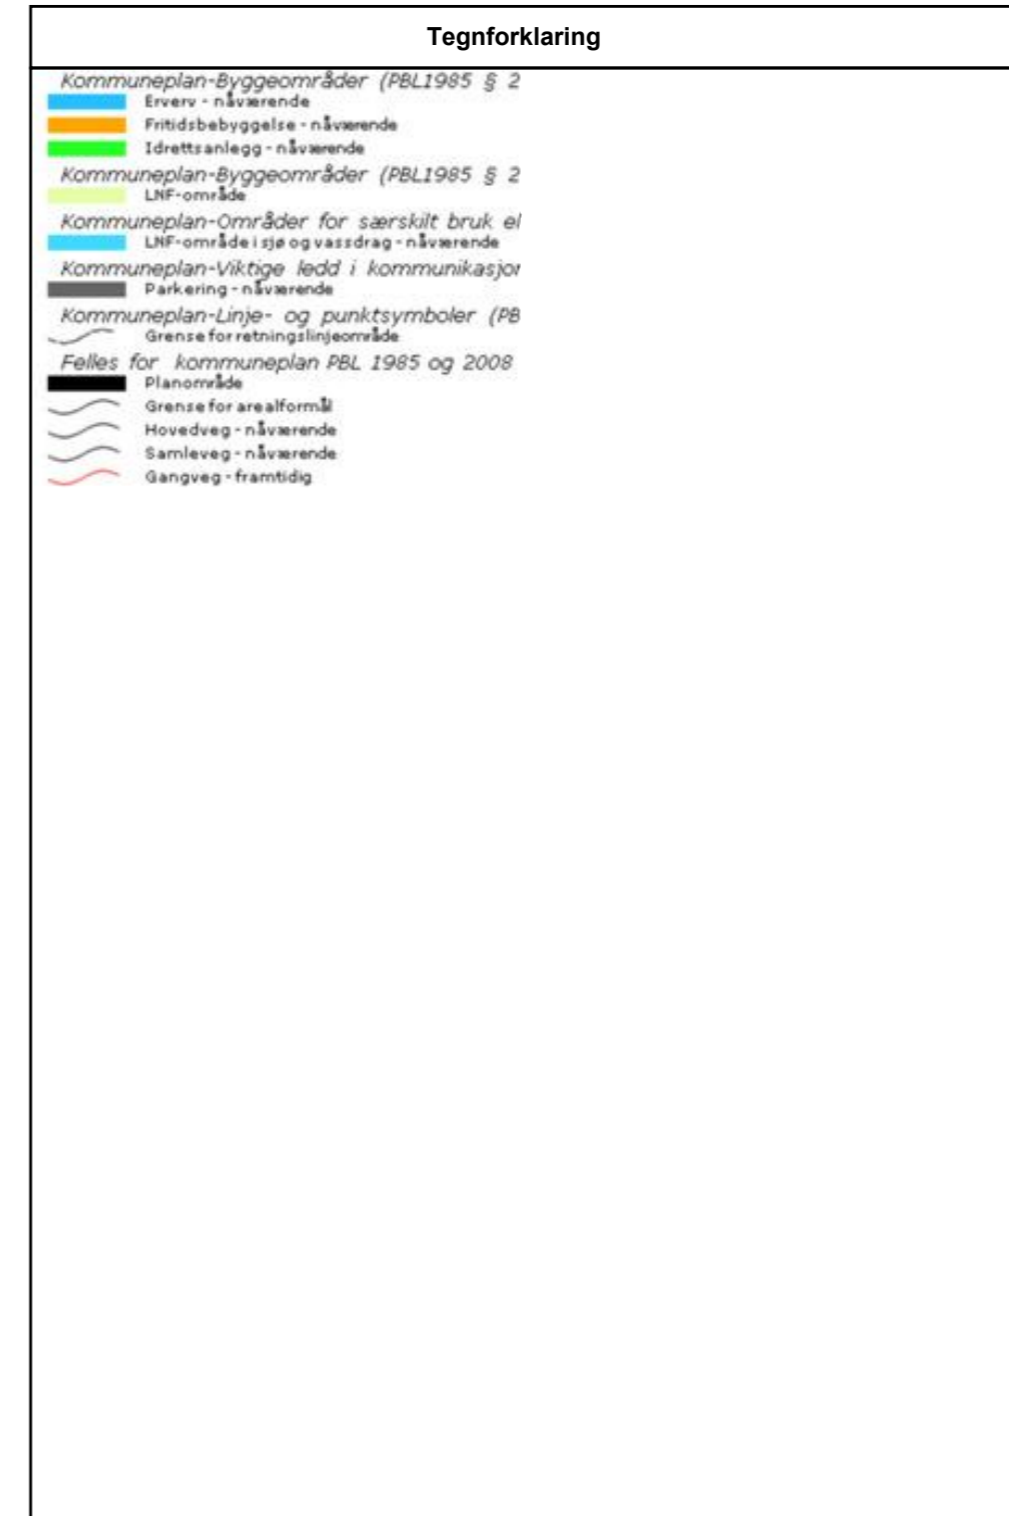 Tegnforklaring
Kommuneplan-Byggeområder (PBL1985 § 2
Erverv - nåværende
Fritidsbebyggelse - nåværende
Idrettsanlegg - nåværende
Kommuneplan-Byggeområder (PBL1985 § 2
LNF-område
Kommuneplan-Områder for særskilt bruk el
LNF-område i sjø og vassdrag - nåværende
Kommuneplan-Viktige ledd i kommunikasjon
Parkering - nåværende
Kommuneplan-Linje- og punktsymboler (PB
Grense for retningslinjeområde
Felles for kommuneplan PBL 1985 og 2008
Planområde
Grense for arealformål
Hovedveg - nåværende
Samleveg - nåværende
Gangveg - framtidig